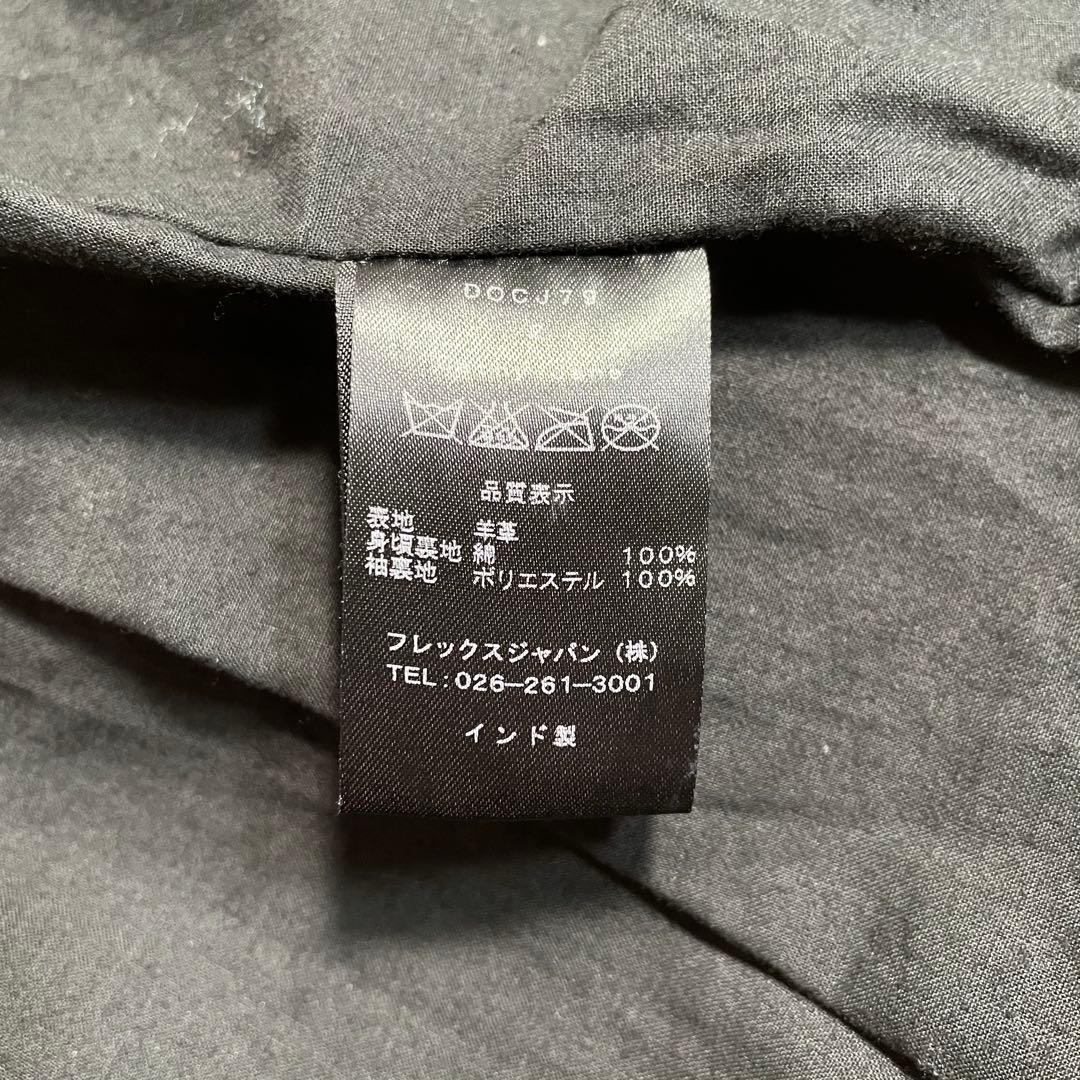 DOCJ79
品質表示
表地 羊革
身頃裏地 綿 100%
袖裏地 ポリエステル 100%
フレックスジャパン(株)
TEL:026-261-3001
インド製